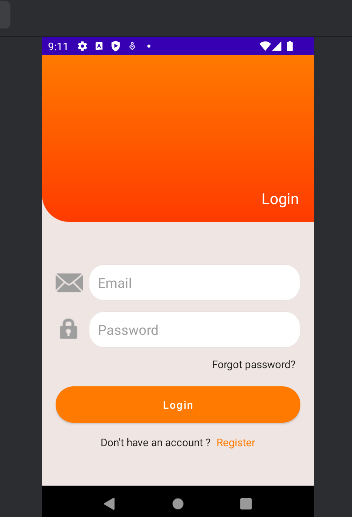 9:11
Login
Email
Password
Forgot password?
Login
Don't have an account ? Register